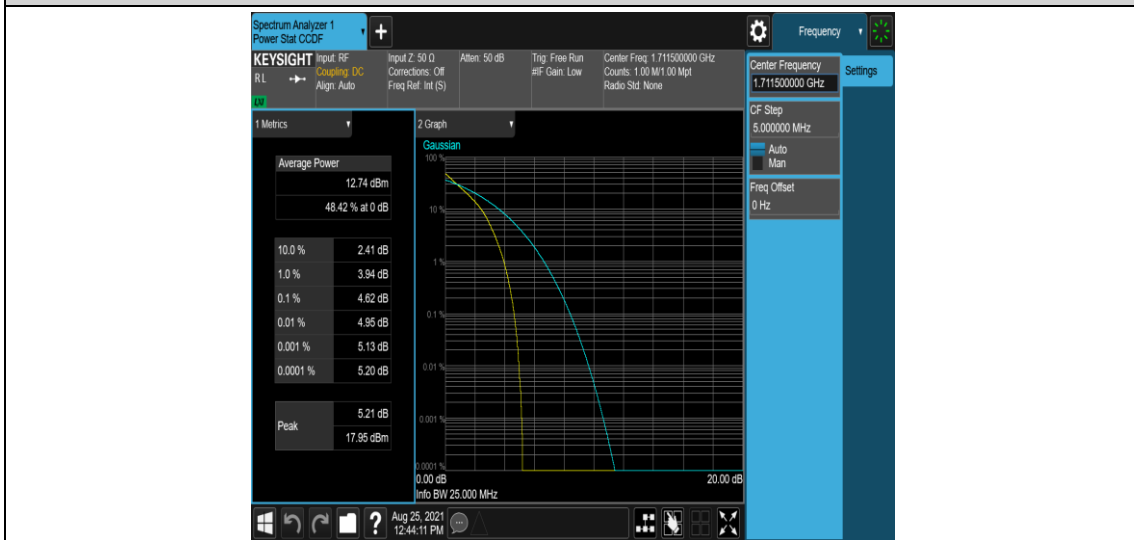 Spectrum Analyzer 1
Power Stat CCDF
+
Frequency
KEYSIGHT
RL
Input: RF
Coupling: DC
Align: Auto
Input Z: 50 Ω
Corrections: Off
Freq Ref: Int (S)
Atten: 50 dB
Trig: Free Run
#IF Gain: Low
Center Freq: 1.711500000 GHz
Counts: 1.00 M/1.00 Mpt
Radio Std: None
Center Frequency
1.711500000 GHz
Settings
CF Step
5.000000 MHz
Auto
Man
Freq Offset
0 Hz
1 Metrics
Average Power
12.74 dBm
48.42 % at 0 dB
10.0 % 2.41 dB
1.0 % 3.94 dB
0.1 % 4.62 dB
0.01 % 4.95 dB
0.001 % 5.13 dB
0.0001 % 5.20 dB
Peak 5.21 dB
17.95 dBm
2 Graph
Gaussian
100 %
10 %
1 %
0.1 %
0.01 %
0.001 %
0.0001 %
0.00 dB 20.00 dB
Info BW 25.000 MHz
?
Aug 25, 2021
12:44:11 PM